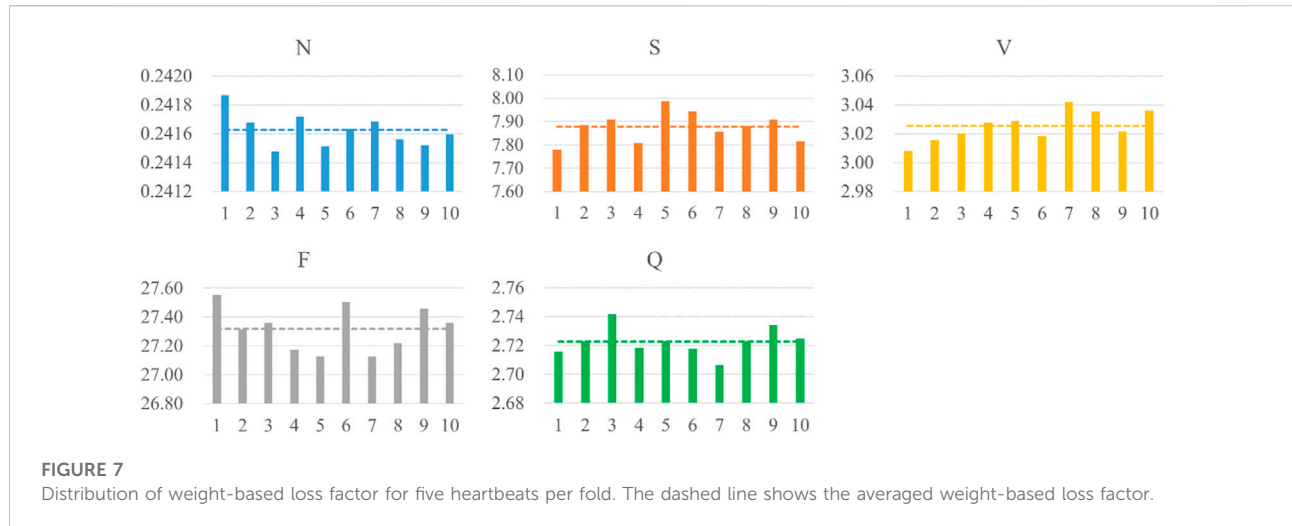 N
0.2420
0.2418
0.2416
0.2414
0.2412
1 2 3 4 5 6 7 8 9 10
S
8.10
8.00
7.90
7.80
7.70
7.60
1 2 3 4 5 6 7 8 9 10
V
3.06
3.04
3.02
3.00
2.98
1 2 3 4 5 6 7 8 9 10
F
27.60
27.40
27.20
27.00
26.80
1 2 3 4 5 6 7 8 9 10
Q
2.76
2.74
2.72
2.70
2.68
1 2 3 4 5 6 7 8 9 10
FIGURE 7
Distribution of weight-based loss factor for five heartbeats per fold. The dashed line shows the averaged weight-based loss factor.